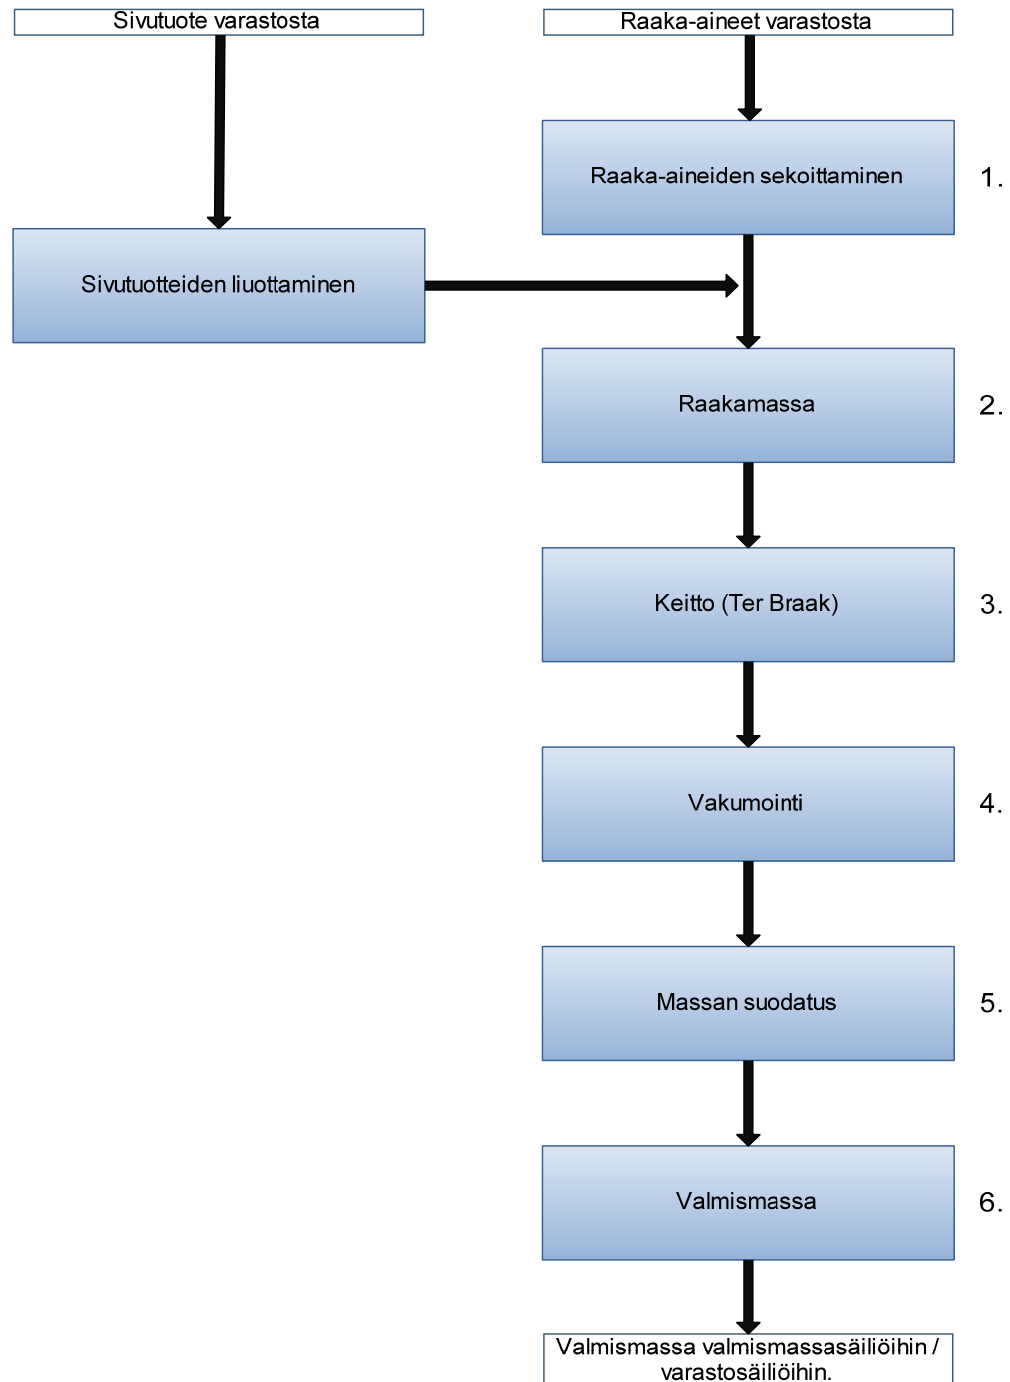 Sivutuote varastosta
Raaka-aineet varastosta
Raaka-aineiden sekoittaminen
1.
Sivutuotteiden liuottaminen
Raakamassa
2.
Keitto (Ter Braak)
3.
Vakumointi
4.
Massan suodatus
5.
Valmismassa
6.
Valmismassa valmismassasäiliöihin /
varastosäiliöihin.